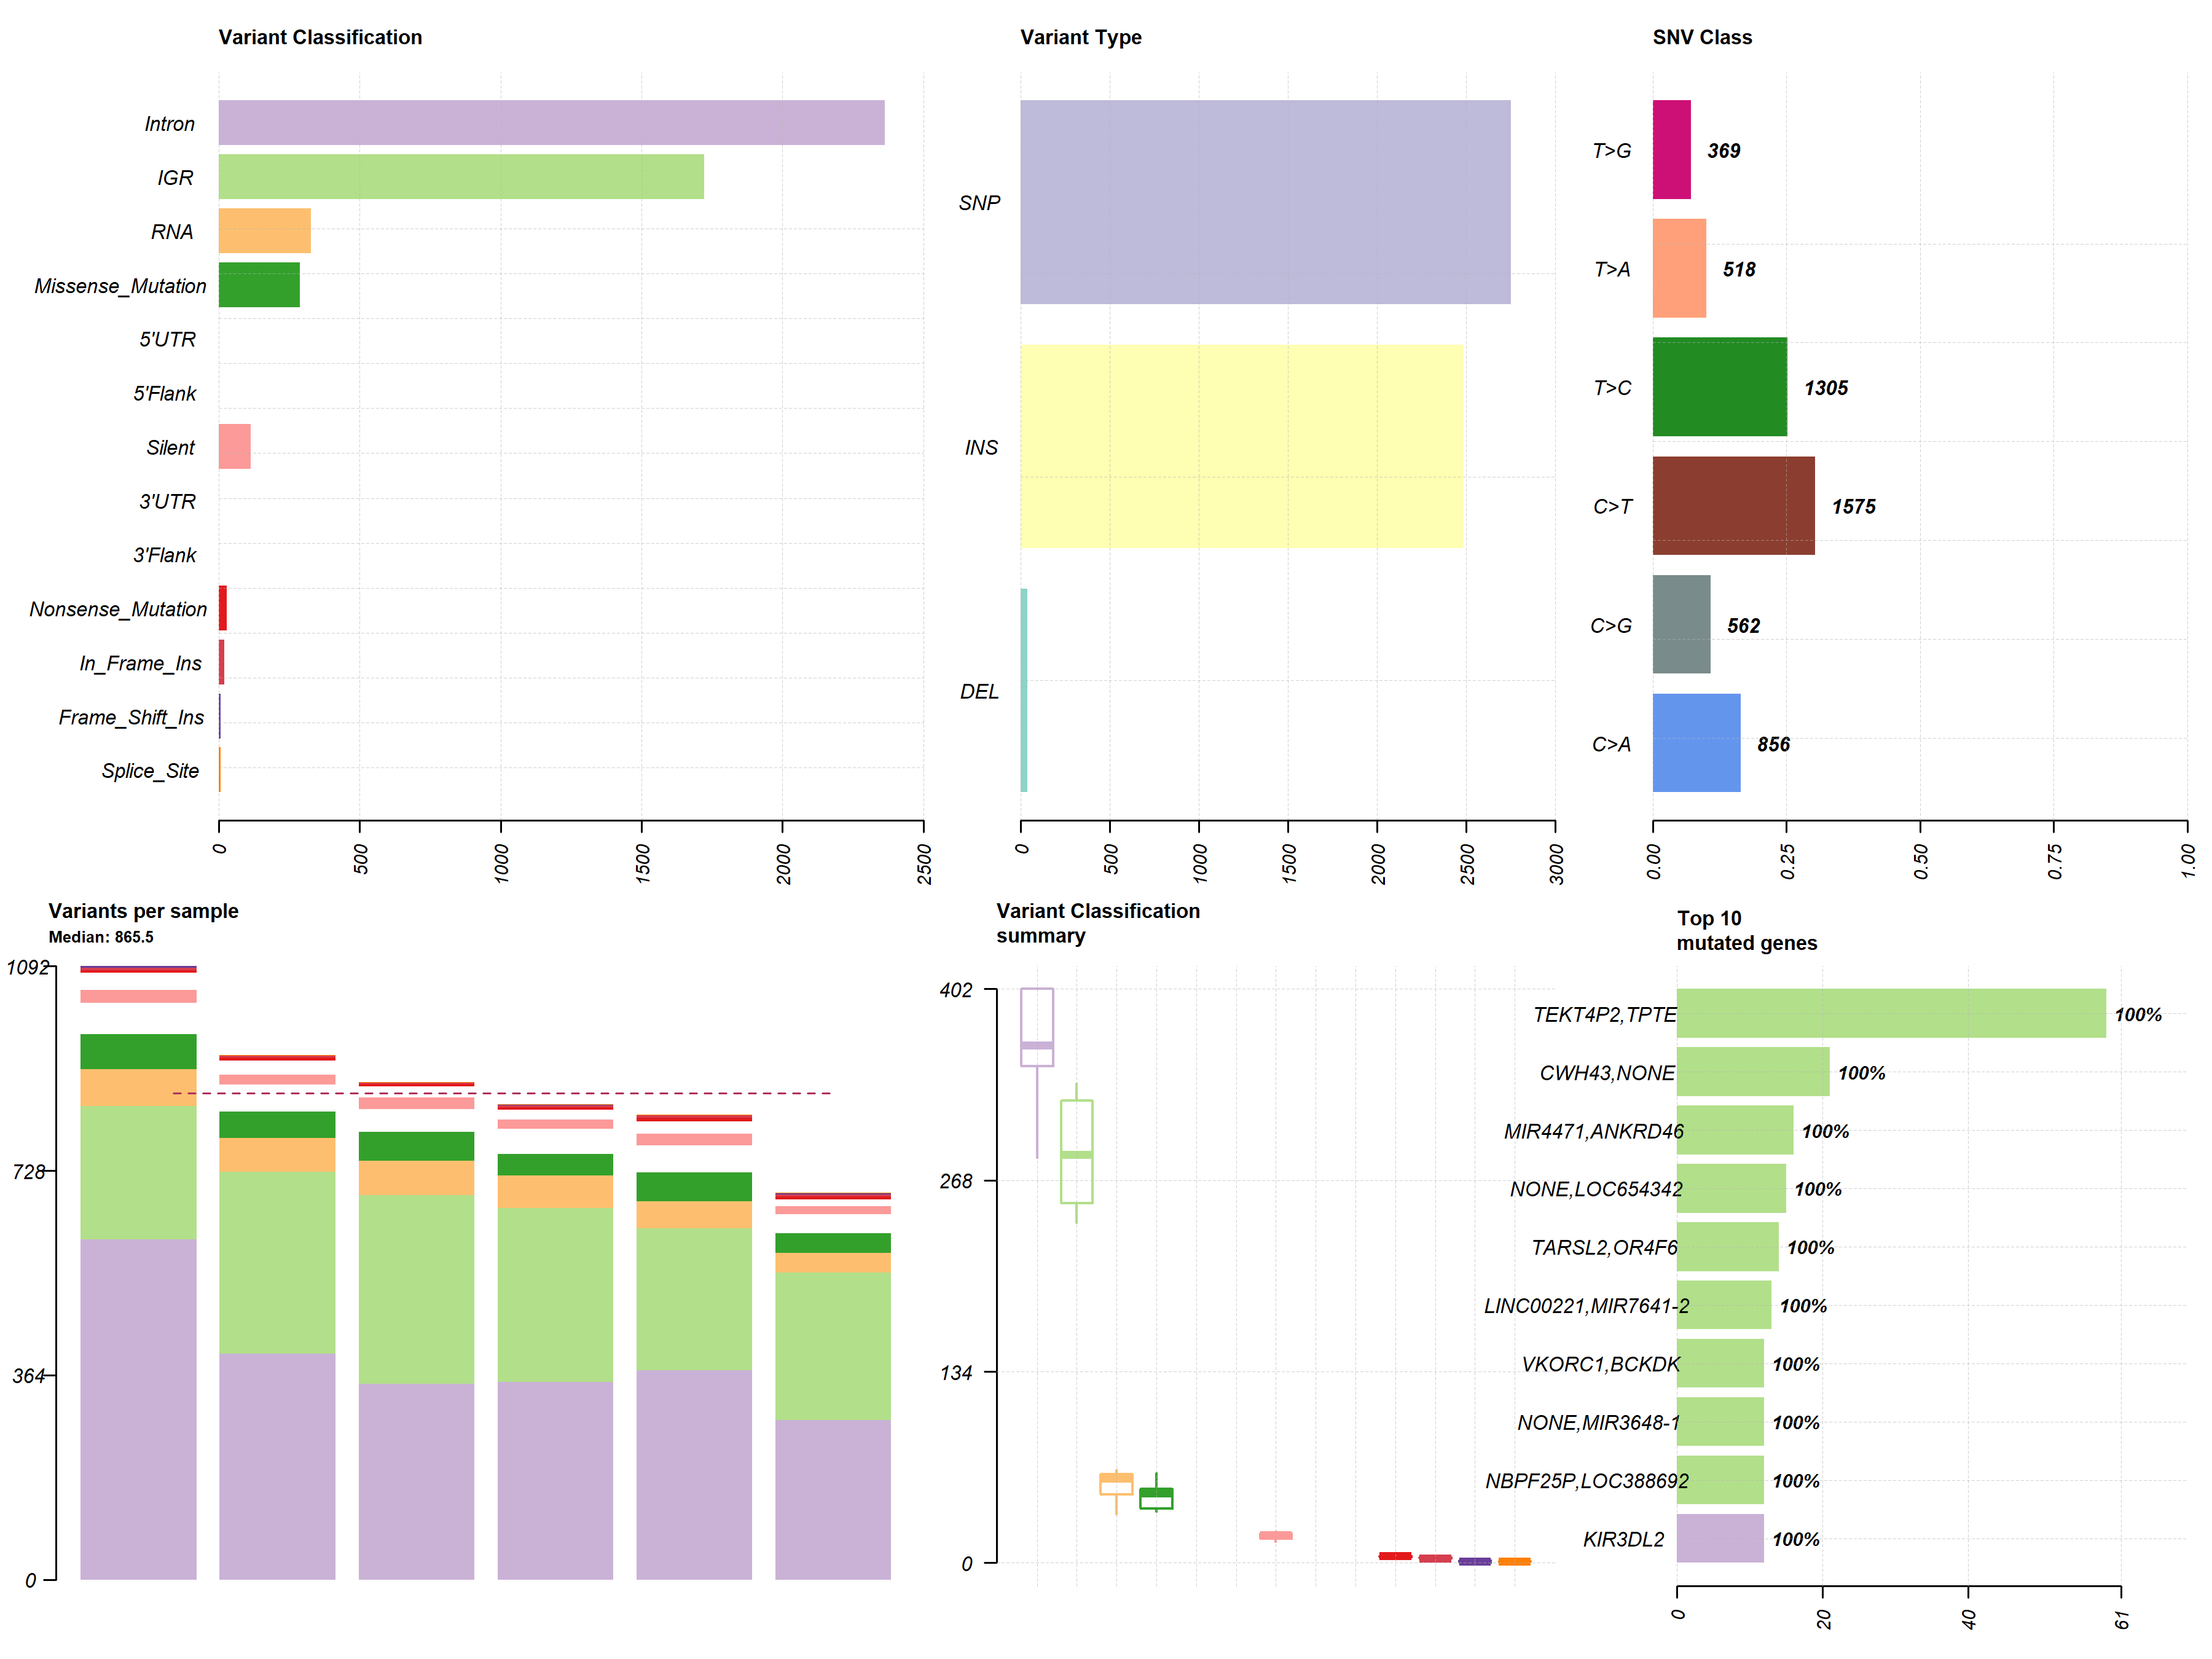 Variant Classification
Intron
IGR
RNA
Missense_Mutation
5'UTR
5'Flank
Silent
3'UTR
3'Flank
Nonsense_Mutation
In_Frame_Ins
Frame_Shift_Ins
Splice_Site
0
500
1000
1500
2000
2500
Variant Type
SNP
INS
DEL
0
500
1000
1500
2000
2500
3000
SNV Class
T>G
369
T>A
518
T>C
1305
C>T
1575
C>G
562
C>A
856
0.00
0.25
0.50
0.75
1.00
Variants per sample
Median: 865.5
1092
728
364
0
Variant Classification
summary
402
268
134
0
Top 10
mutated genes
TEKT4P2,TPTE
100%
CWH43,NONE
100%
MIR4471,ANKRD46
100%
NONE,LOC654342
100%
TARSL2,OR4F6
100%
LINC00221,MIR7641-2
100%
VKORC1,BCKDK
100%
NONE,MIR3648-1
100%
NBPF25P,LOC388692
100%
KIR3DL2
100%
0
20
40
61